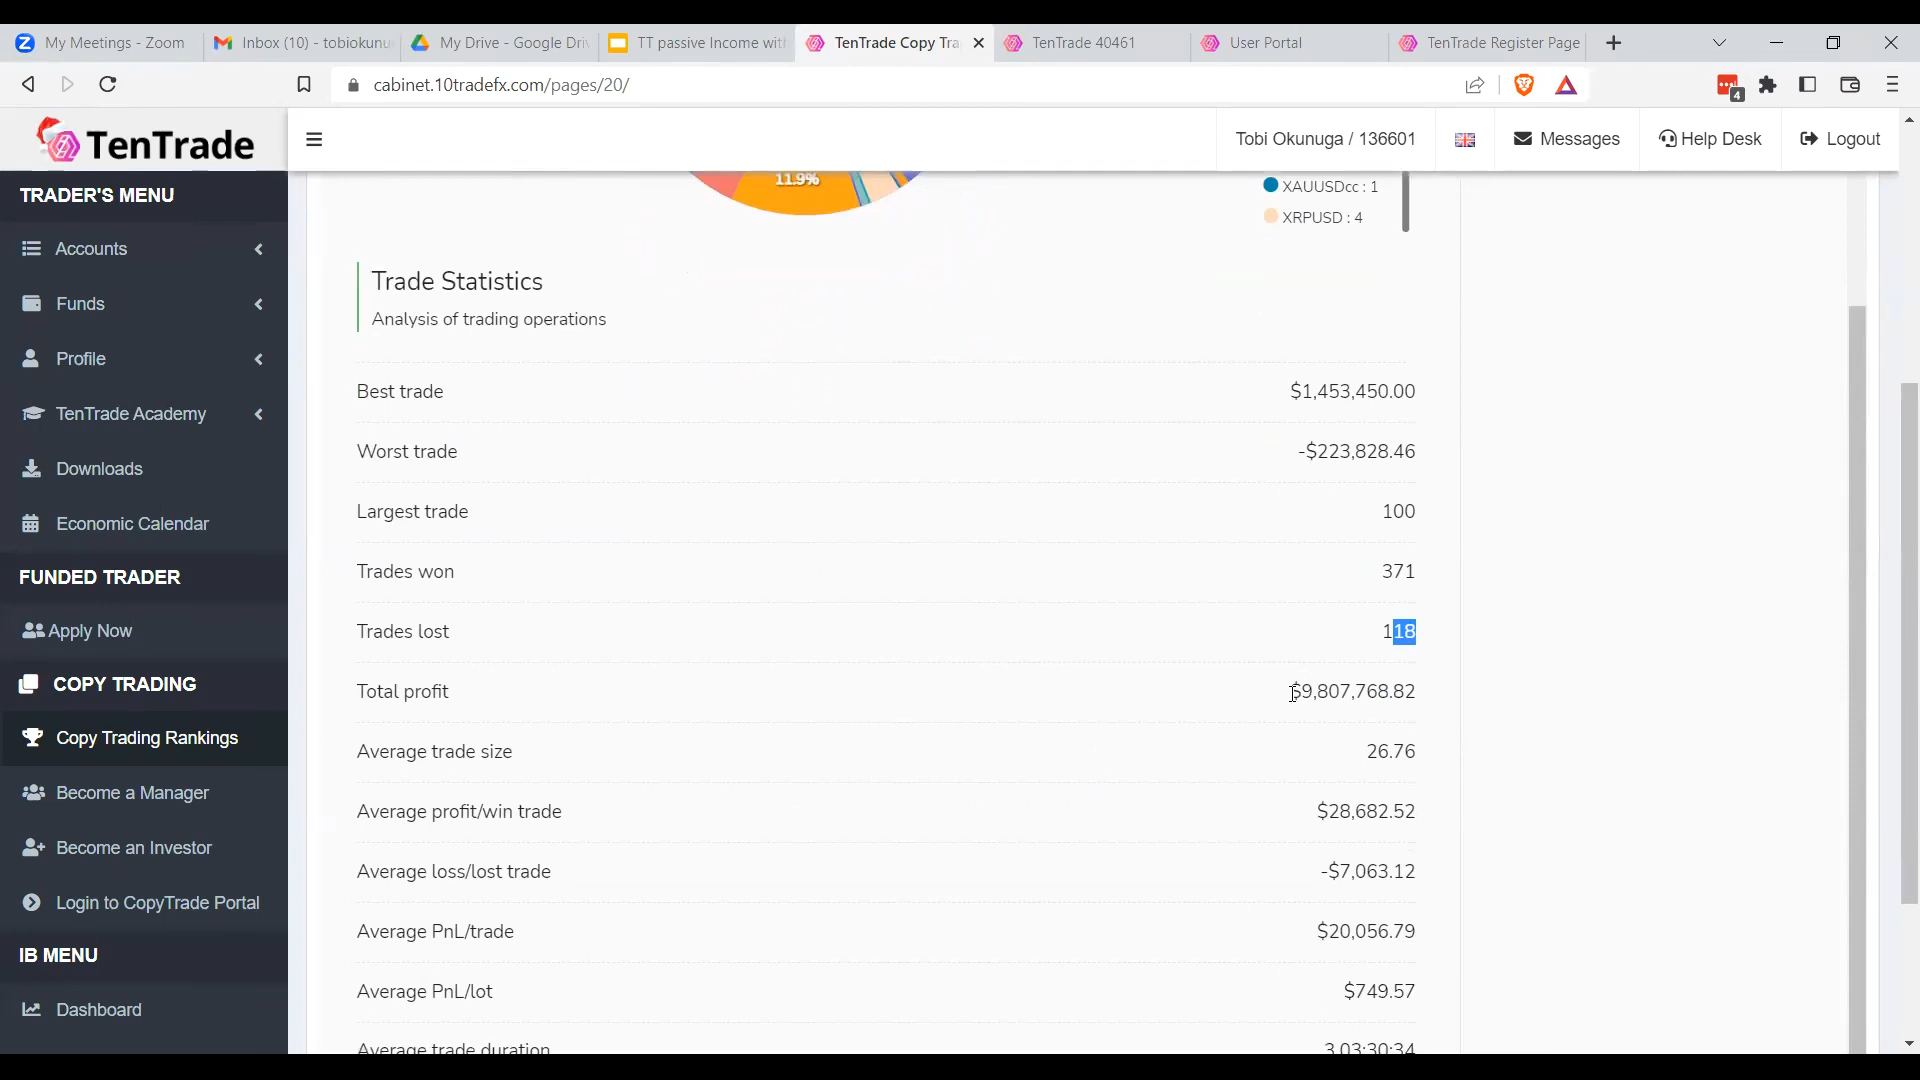 My Meetings - Zoom
Inbox (10) - tobiokunu
My Drive - Google Driv
TT passive Income with
TenTrade Copy Tra
TenTrade 40461
User Portal
TenTrade Register Page
cabinet.10tradefx.com/pages/20/
4
TenTrade
Tobi Okunuga / 136601
Messages
Help Desk
Logout
TRADER'S MENU
Accounts
Funds
Profile
TenTrade Academy
Downloads
Economic Calendar
FUNDED TRADER
Apply Now
COPY TRADING
Copy Trading Rankings
Become a Manager
Become an Investor
Login to CopyTrade Portal
IB MENU
Dashboard
11.9%
XAUUSDcc : 1
XRPUSD : 4
Trade Statistics
Analysis of trading operations
Best trade $1,453,450.00
Worst trade -$223,828.46
Largest trade 100
Trades won 371
Trades lost 118
Total profit $9,807,768.82
Average trade size 26.76
Average profit/win trade $28,682.52
Average loss/lost trade -$7,063.12
Average PnL/trade $20,056.79
Average PnL/lot $749.57
Average trade duration 3.03:30:34